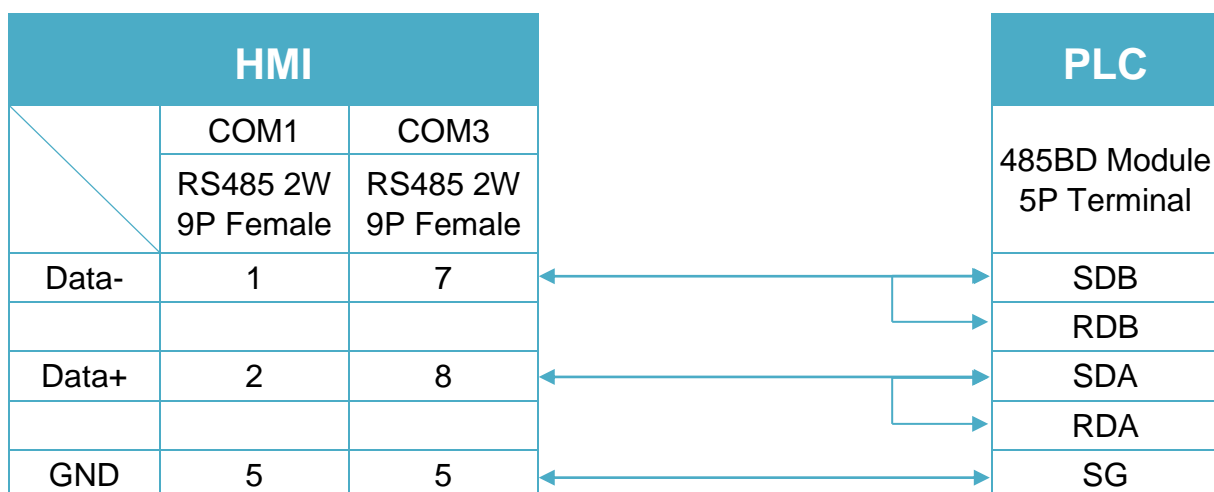 HMI PLC
COM1 COM3
485BD Module
5P Terminal
RS485 2W RS485 2W
9P Female 9P Female
Data- 1 7 SDB
RDB
Data+ 2 8 SDA
RDA
GND 5 5 SG